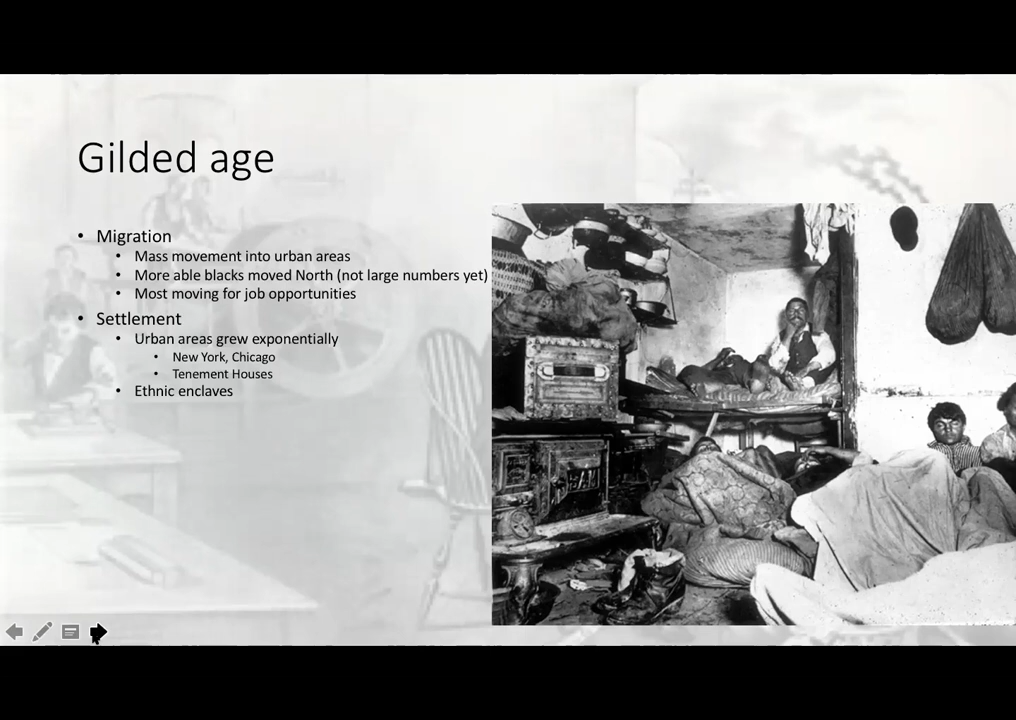 Gilded age
• Migration
• Mass movement into urban areas
• More able blacks moved North (not large numbers yet)
• Most moving for job opportunities
• Settlement
• Urban areas grew exponentially
• New York, Chicago
• Tenement Houses
• Ethnic enclaves